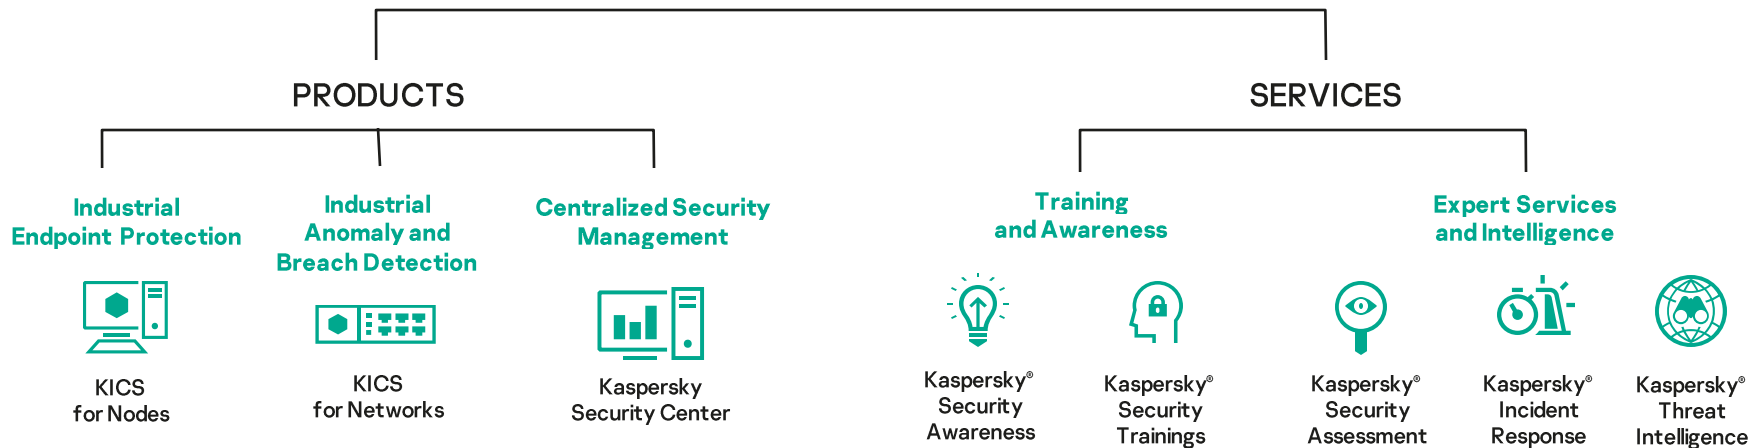 PRODUCTS
Industrial
Endpoint Protection
KICS
for Nodes
Industrial
Anomaly and
Breach Detection
KICS
for Networks
Centralized Security
Management
Kaspersky
Security Center
SERVICES
Training
and Awareness
Kaspersky®
Security
Awareness
Kaspersky®
Security
Trainings
Expert Services
and Intelligence
Kaspersky®
Security
Assessment
Kaspersky®
Incident
Response
Kaspersky®
Threat
Intelligence